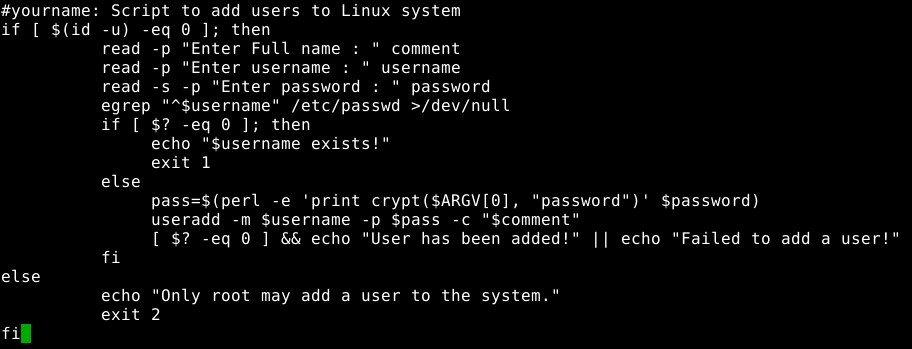 #yourname: Script to add users to Linux system
if [ $(id -u) -eq 0 ]; then
          read -p "Enter Full name : " comment
          read -p "Enter username : " username
          read -s -p "Enter password : " password
          egrep "^$username" /etc/passwd >/dev/null
          if [ $? -eq 0 ]; then
               echo "$username exists!"
               exit 1
          else
               pass=$(perl -e 'print crypt($ARGV[0], "password")' $password)
               useradd -m $username -p $pass -c "$comment"
               [ $? -eq 0 ] && echo "User has been added!" || echo "Failed to add a user!"
          fi
else
          echo "Only root may add a user to the system."
          exit 2
fi